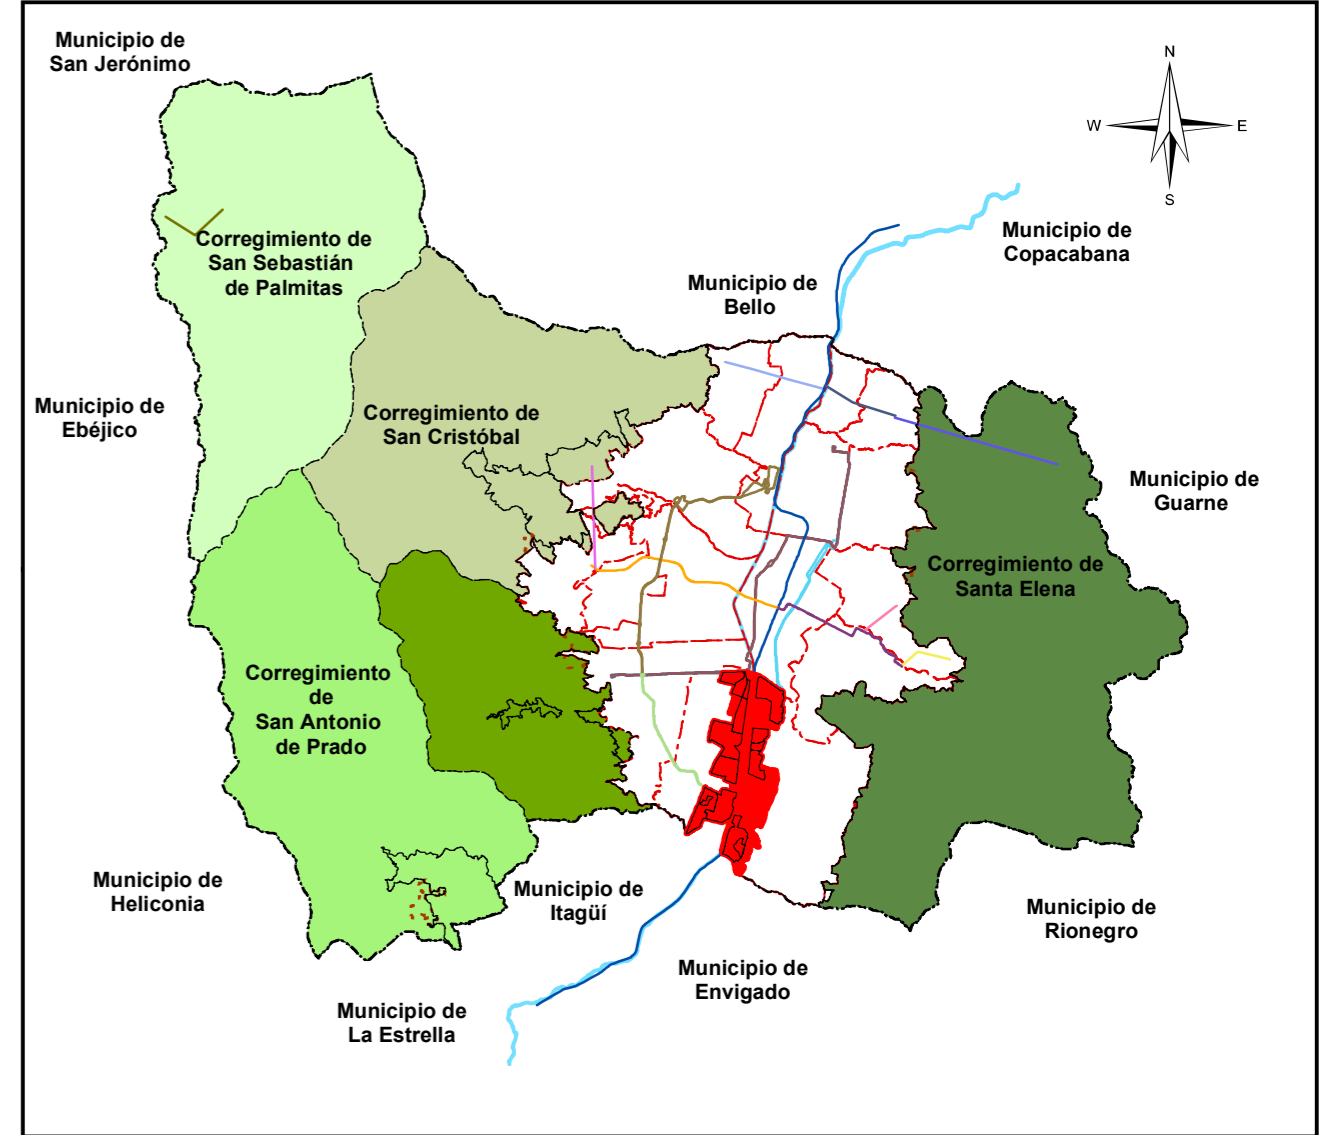 Municipio de
San Jerónimo
N
W
E
S
Municipio de
Copacabana
Corregimiento de
San Sebastián
de Palmitas
Municipio de
Bello
Municipio de
Ebéjico
Corregimiento de
San Cristóbal
Municipio de
Guarne
Corregimiento de
Santa Elena
Corregimiento
de
San Antonio
de Prado
Municipio de
Heliconia
Municipio de
Itagüí
Municipio de
Rionegro
Municipio de
Envigado
Municipio de
La Estrella